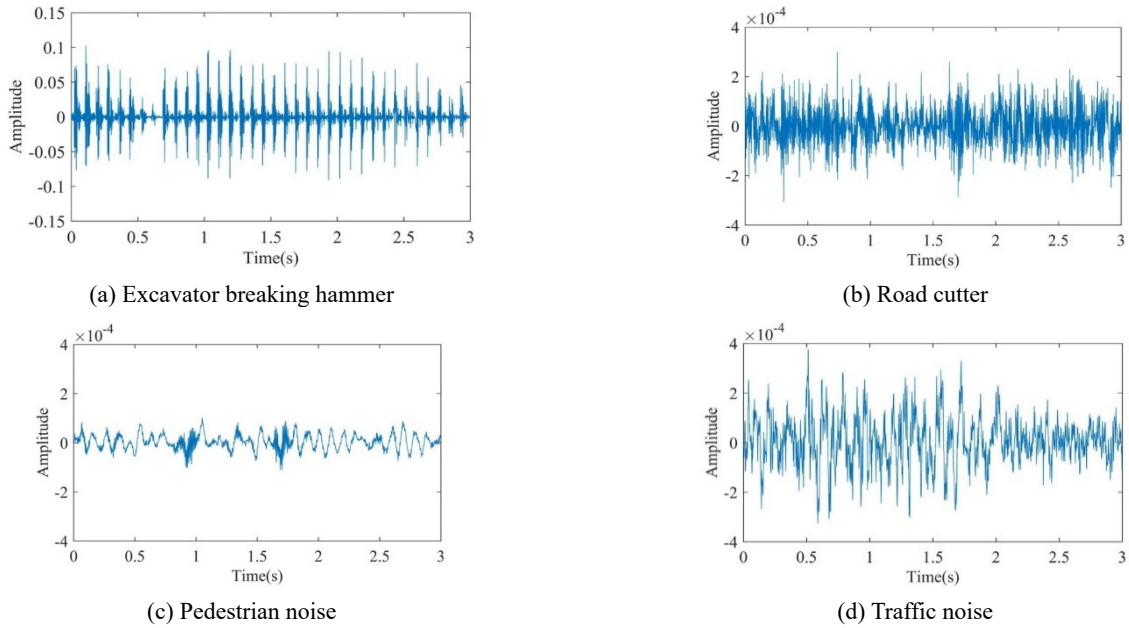 0.15
0.1
0.05
0
-0.05
-0.1
-0.15
Amplitude
0 0.5 1 1.5 2 2.5 3
Time(s)
(a) Excavator breaking hammer
×10-4
4
2
0
-2
-4
Amplitude
0 0.5 1 1.5 2 2.5 3
Time(s)
(b) Road cutter
×10-4
4
2
0
-2
-4
Amplitude
0 0.5 1 1.5 2 2.5 3
Time(s)
(c) Pedestrian noise
×10-4
4
2
0
-2
-4
Amplitude
0 0.5 1 1.5 2 2.5 3
Time(s)
(d) Traffic noise